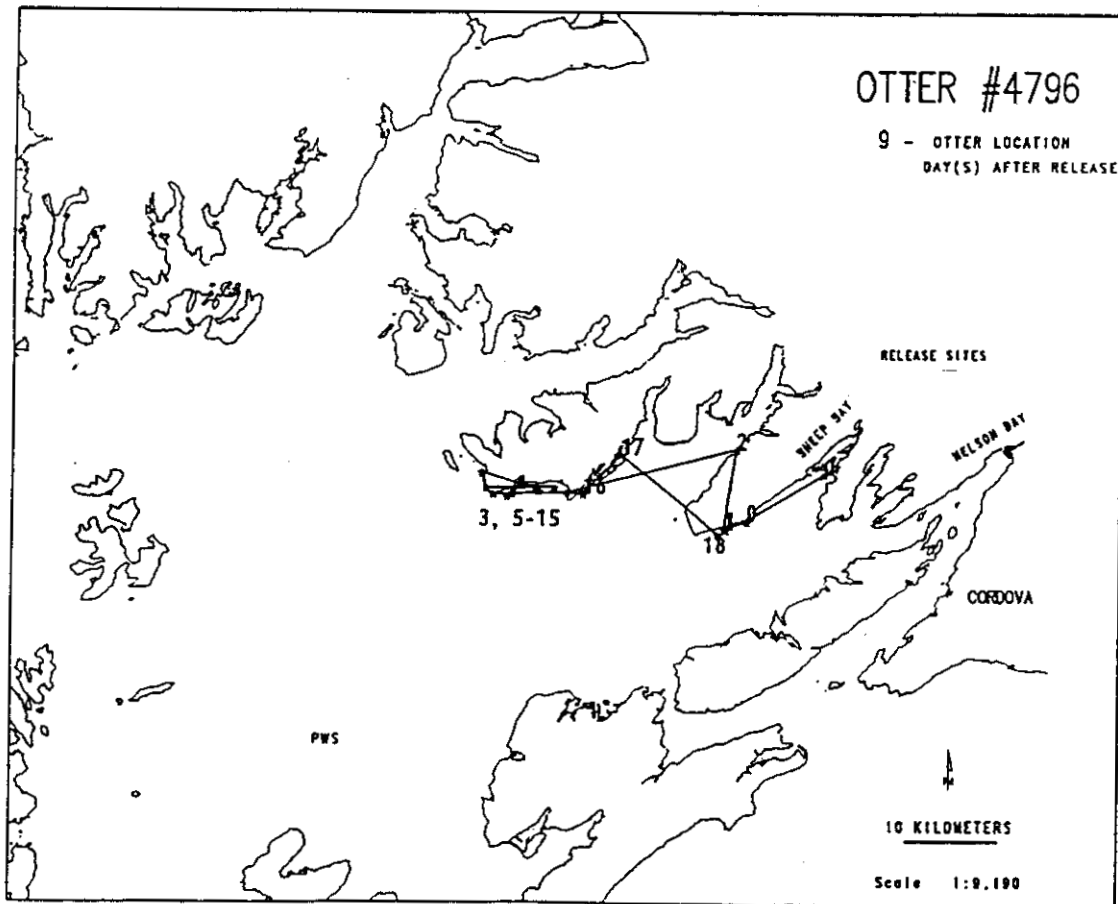 OTTER #4796
9 - OTTER LOCATION
DAY(S) AFTER RELEASE
RELEASE SITES
SHEEP BAY
NELSON BAY
17
2
6
3, 5-15
18
CORDOVA
PWS
10 KILOMETERS
Scale 1:9,190